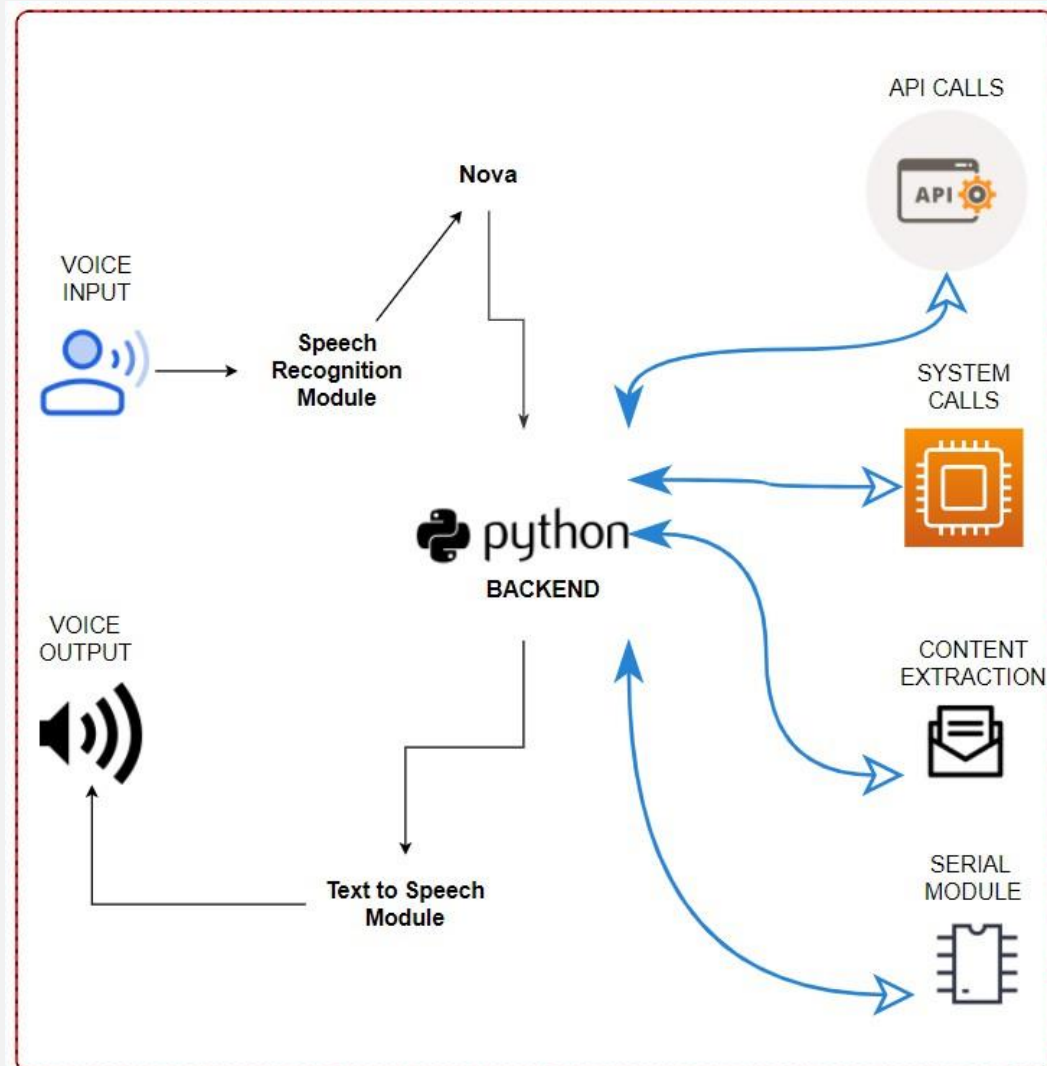 API CALLS
API
Nova
VOICE
INPUT
Speech
Recognition
Module
SYSTEM
CALLS
python
BACKEND
VOICE
OUTPUT
CONTENT
EXTRACTION
Text to Speech
Module
SERIAL
MODULE